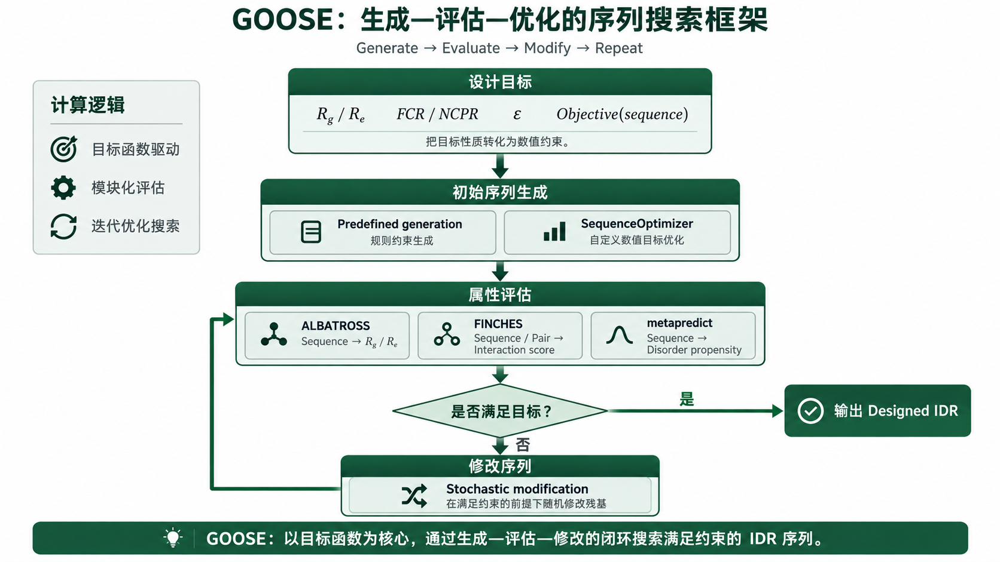 GOOSE：生成—评估—优化的序列搜索框架
Generate → Evaluate → Modify → Repeat
计算逻辑
目标函数驱动
模块化评估
迭代优化搜索
设计目标
Rg / Re FCR / NCPR ε Objective(sequence)
把目标性质转化为数值约束。
初始序列生成
Predefined generation
规则约束生成
SequenceOptimizer
自定义数值目标优化
属性评估
ALBATROSS
Sequence → Rg / Re
FINCHES
Sequence / Pair →
Interaction score
metapredict
Sequence →
Disorder propensity
是否满足目标？
是
输出 Designed IDR
否
修改序列
Stochastic modification
在满足约束的前提下随机修改残基
GOOSE：以目标函数为核心，通过生成—评估—修改的闭环搜索满足约束的 IDR 序列。